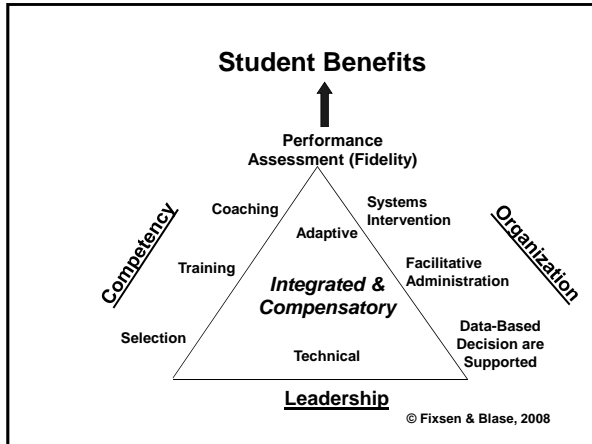 Student Benefits
Performance
Assessment (Fidelity)
Coaching
Systems
Intervention
Adaptive
Competency
Organization
Training
Facilitative
Administration
Integrated &
Compensatory
Selection
Data-Based
Decision are
Supported
Technical
Leadership
© Fixsen & Blase, 2008